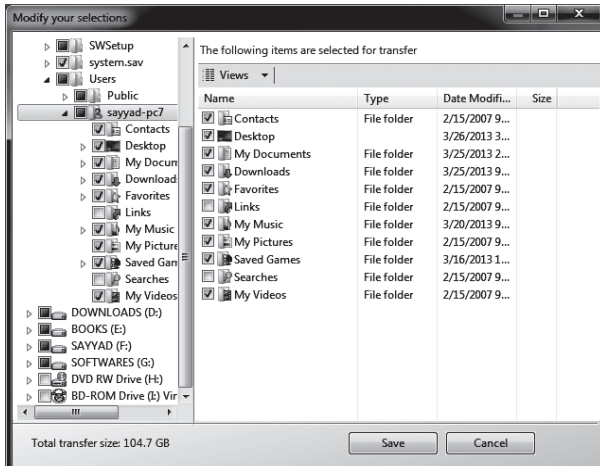 Modify your selections
SWSetup
system.sav
Users
Public
sayyad-pc7
Contacts
Desktop
My Docum
Download
Favorites
Links
My Music
My Picture
Saved Gam
Searches
My Videos
DOWNLOADS (D:)
BOOKS (E:)
SAYYAD (F:)
SOFTWARES (G:)
DVD RW Drive (H:)
BD-ROM Drive (I:) Vir
The following items are selected for transfer
Views
Name Type Date Modifi... Size
Contacts File folder 2/15/2007 9...
Desktop 3/26/2013 3...
My Documents File folder 3/25/2013 2...
Downloads File folder 3/25/2013 9...
Favorites File folder 2/15/2007 9...
Links File folder 2/15/2007 9...
My Music File folder 3/20/2013 9...
My Pictures File folder 2/15/2007 9...
Saved Games File folder 3/16/2013 1...
Searches File folder 2/15/2007 9...
My Videos File folder 2/15/2007 9...
Total transfer size: 104.7 GB
Save Cancel